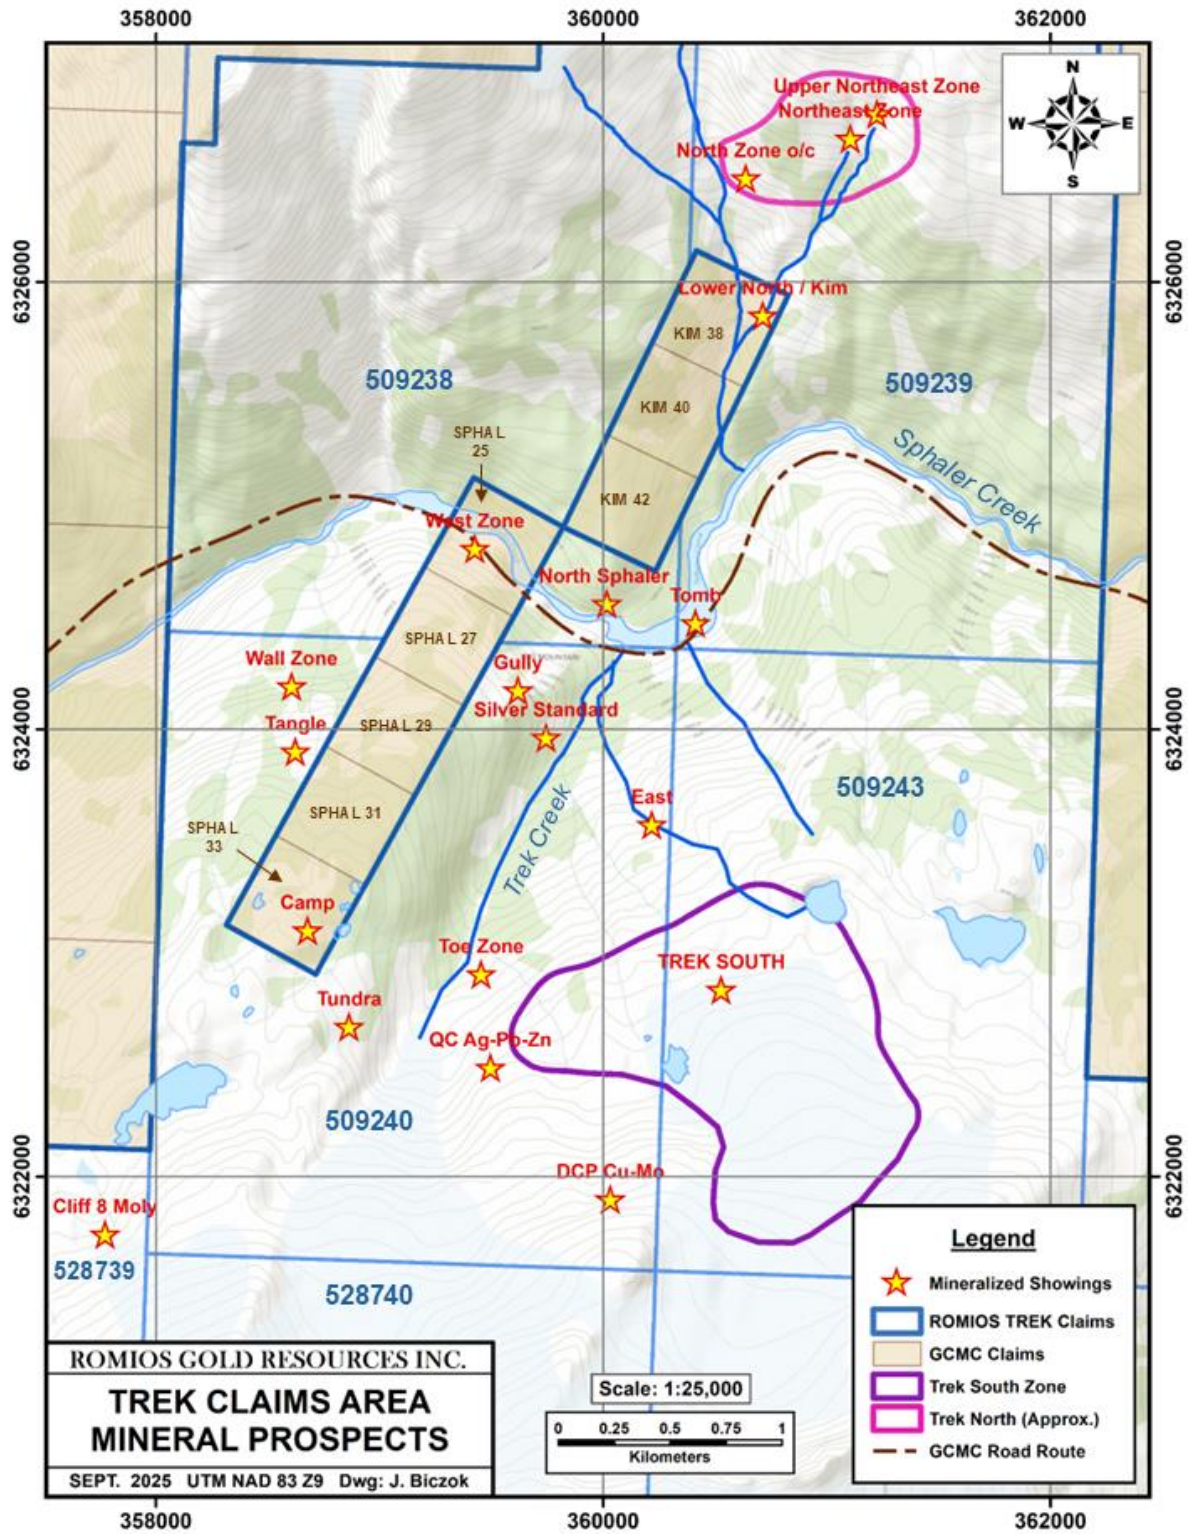 358000
360000
362000
N
W
E
S
Upper Northeast Zone
Northeast Zone
North Zone o/c
6326000
6326000
Lower North / Kim
KIM 38
509238
509239
KIM 40
SPHAL
25
Sphaler Creek
KIM 42
West Zone
North Sphaler
Tomb
SPHAL 27
Wall Zone
Gully
Silver Standard
Tangle
SPHAL 29
6324000
6324000
509243
East
SPHAL 31
SPHAL
33
Trek Creek
Camp
Toe Zone
TREK SOUTH
Tundra
QC Ag-Pb-Zn
509240
DCP Cu-Mo
6322000
6322000
Cliff 8 Moly
528739
528740
Legend
Mineralized Showings
ROMIOS TREK Claims
GCMC Claims
Trek South Zone
Trek North (Approx.)
GCMC Road Route
ROMIOS GOLD RESOURCES INC.
TREK CLAIMS AREA
MINERAL PROSPECTS
SEPT. 2025 UTM NAD 83 Z9 Dwg: J. Biczok
Scale: 1:25,000
0 0.25 0.5 0.75 1
Kilometers
358000
360000
362000